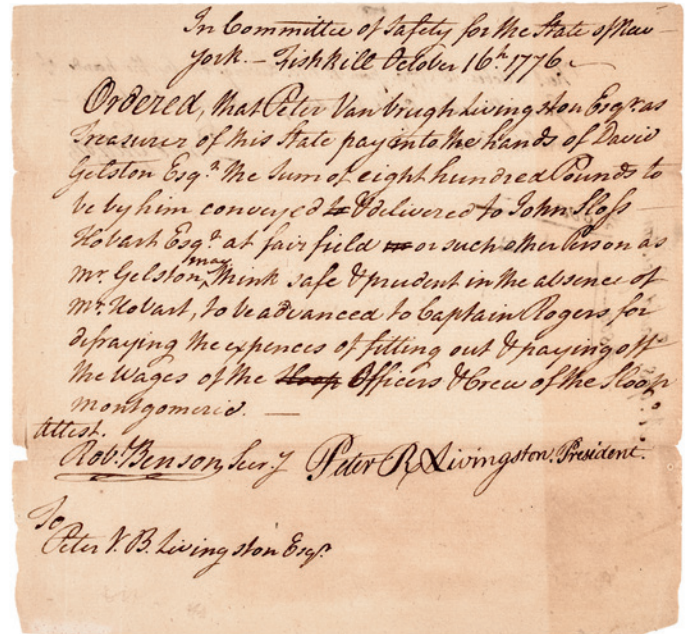 In Committee of Safety for the State of New
York. – Fishkill October 16th. 1776 –
Ordered, that Peter Van brugh Livingston Esqr. as
Treasurer of this State pay into the hands of David
Gelston Esqr. the Sum of eight hundred Pounds to
be by him conveyed to & delivered to John Sloss
Hobart Esqr. at fairfield or such other Person as
mr. Gelston may think safe & prudent in the absence of
mr. Hobart, to be advanced to Captain Rogers for
defraying the expences of fitting out & paying off
the Wages of the Sloop Officers & Crew of the Sloop
Montgomerie. —
Attest.
Robt. Benson, Secr.y Peter R Livingston. President.
To
Peter V. B. Livingston Esqr.